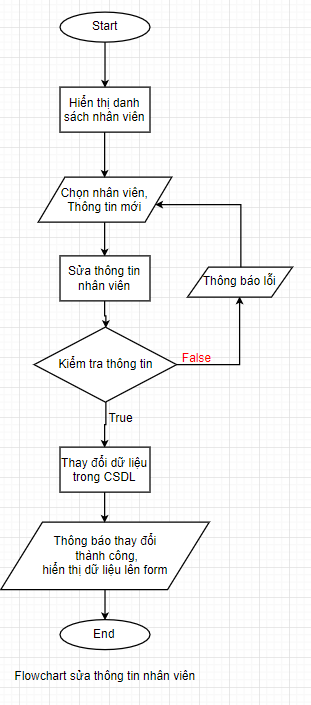 Start
Hiển thị danh
sách nhân viên
Chọn nhân viên,
Thông tin mới
Sửa thông tin
nhân viên
Thông báo lỗi
Kiểm tra thông tin
False
True
Thay đổi dữ liệu
trong CSDL
Thông báo thay đổi
thành công,
hiển thị dữ liệu lên form
End
Flowchart sửa thông tin nhân viên